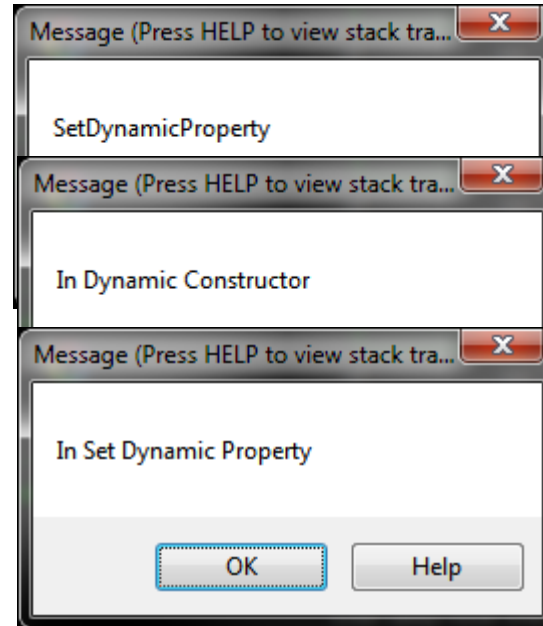 Message (Press HELP to view stack tra...
SetDynamicProperty
Message (Press HELP to view stack tra...
In Dynamic Constructor
Message (Press HELP to view stack tra...
In Set Dynamic Property
OK Help